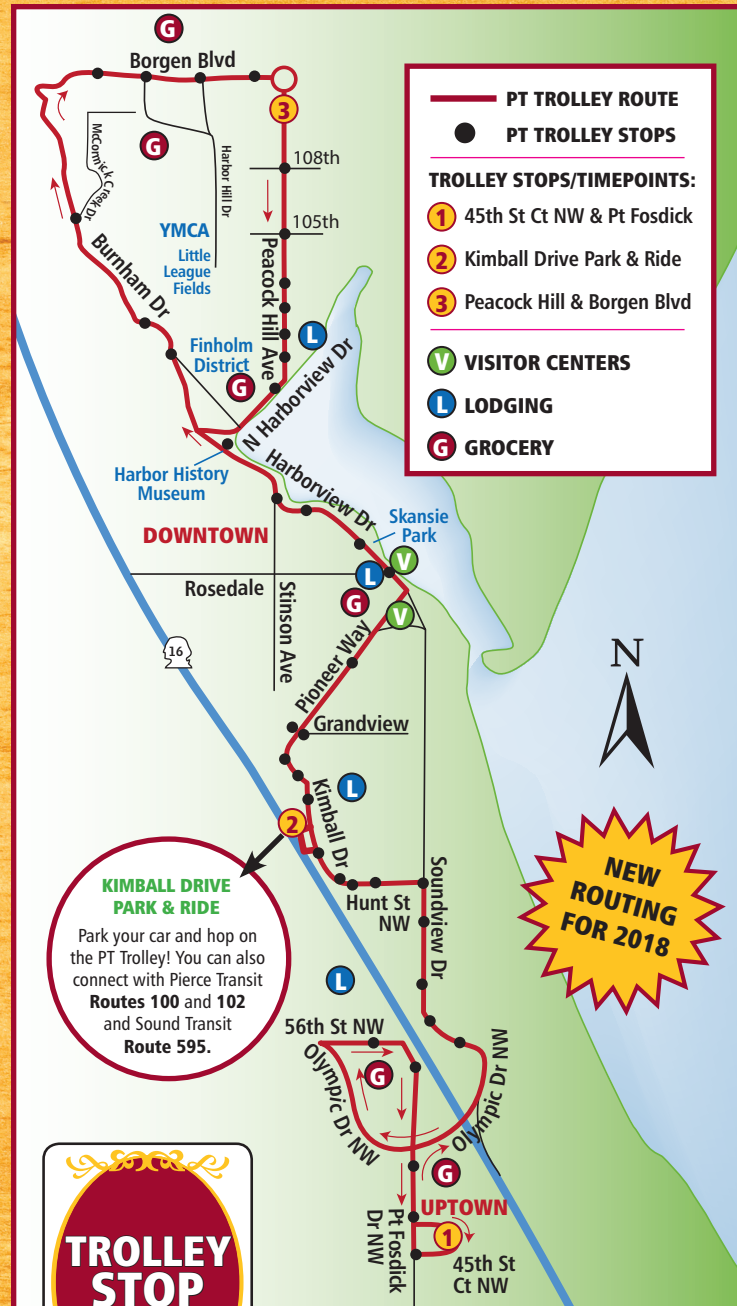 G
Borgen Blvd
3
G
McCormick Creek Dr
Harbor Hill Dr
108th
105th
YMCA
Little
League
Fields
Peacock Hill Ave
Burnham Dr
L
Finholm
District
G
N Harborview Dr
Harbor History
Museum
Harborview Dr
Skansie
Park
DOWNTOWN
V
L
Rosedale
G
V
Stinson Ave
16
Pioneer Way
Grandview
L
Kimball Dr
2
Hunt St
NW
Soundview Dr
L
56th St NW
G
Olympic Dr NW
Olympic Dr NW
G
UPTOWN
1
Pt Fosdick
Dr NW
45th St
Ct NW
PT TROLLEY ROUTE
PT TROLLEY STOPS
TROLLEY STOPS/TIMEPOINTS:
1 45th St Ct NW & Pt Fosdick
2 Kimball Drive Park & Ride
3 Peacock Hill & Borgen Blvd
V VISITOR CENTERS
L LODGING
G GROCERY
N
NEW
ROUTING
FOR 2018
KIMBALL DRIVE
PARK & RIDE
Park your car and hop on
the PT Trolley! You can also
connect with Pierce Transit
Routes 100 and 102
and Sound Transit
Route 595.
TROLLEY
STOP